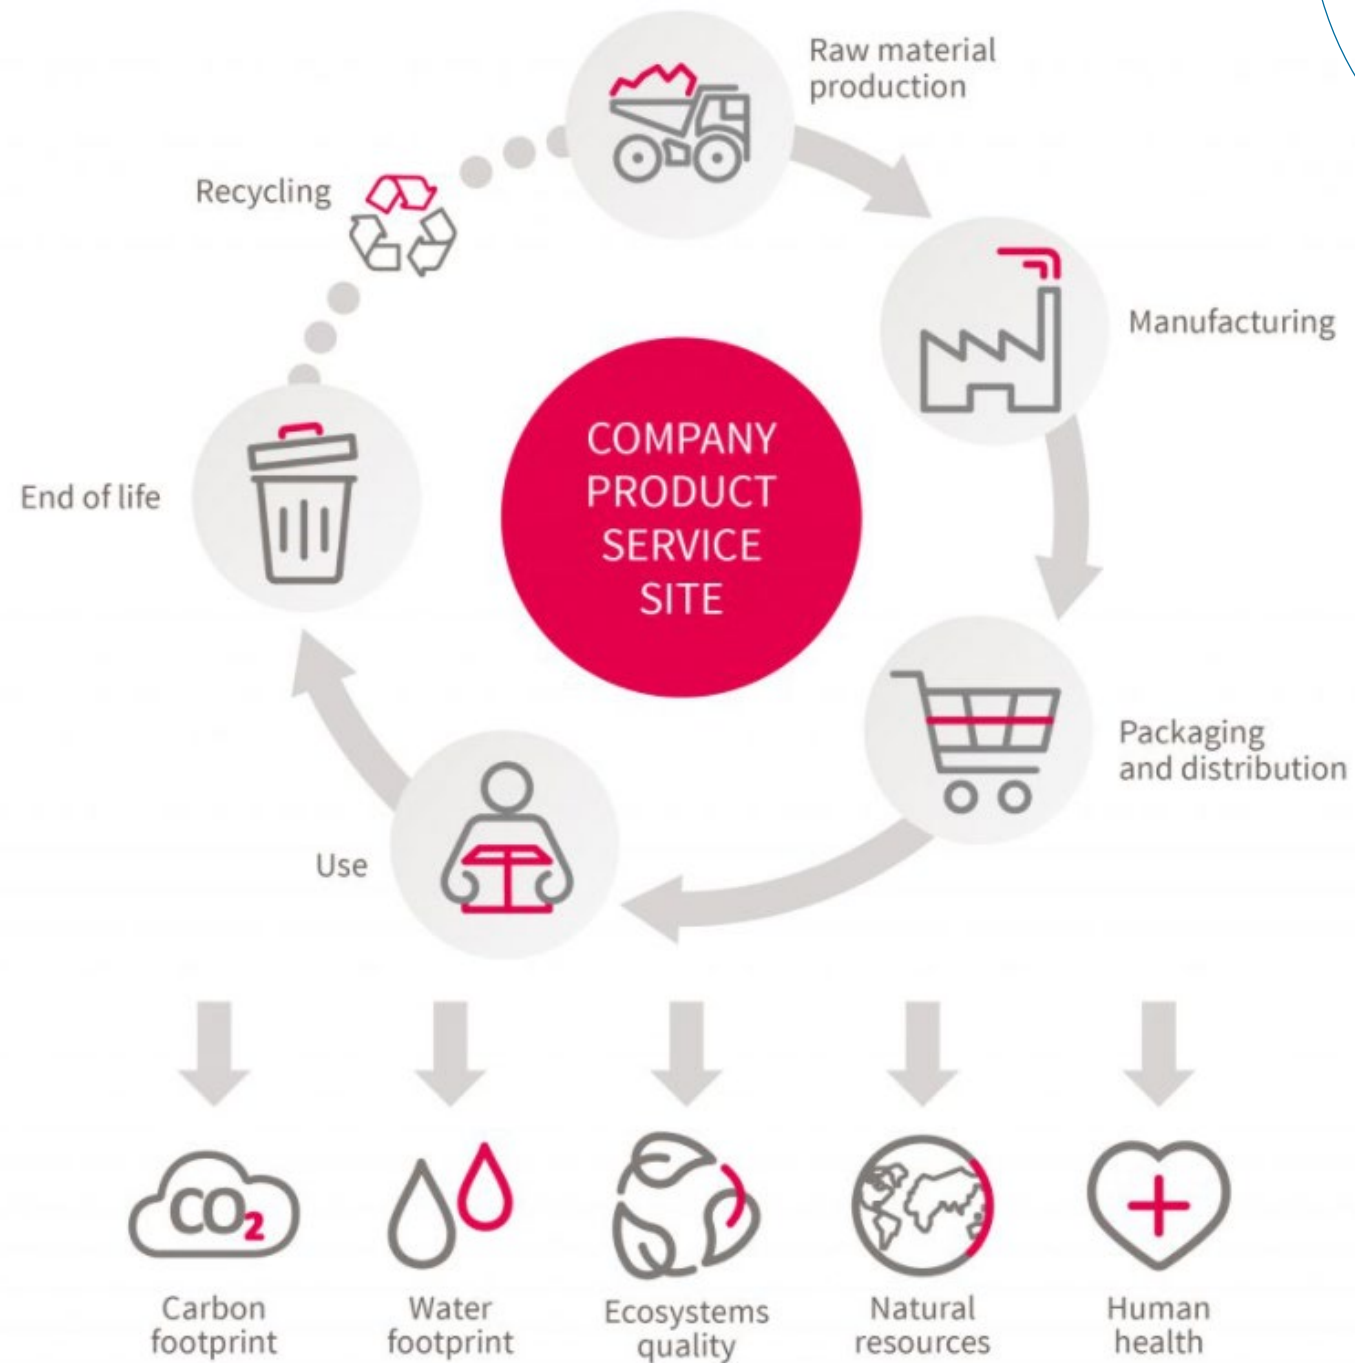 Raw material
production
Recycling
Manufacturing
COMPANY
PRODUCT
SERVICE
SITE
End of life
Packaging
and distribution
Use
CO2
Carbon
footprint
Water
footprint
Ecosystems
quality
Natural
resources
Human
health